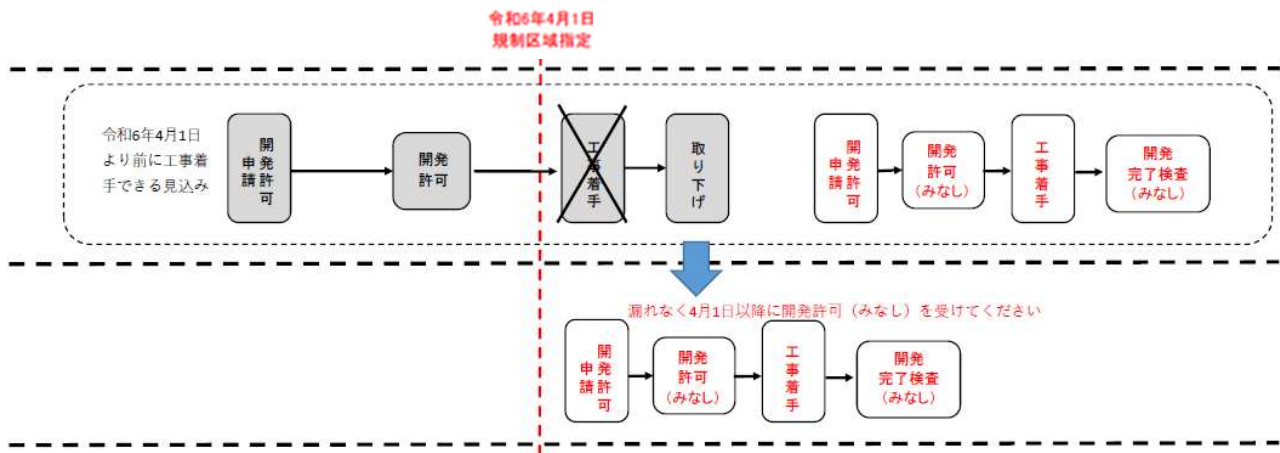 令和6年4月1日
規制区域指定
令和6年4月1日
より前に工事着
手できる見込み
開発許可
申請
開発
許可
工事着手
取り下げ
開発許可
申請
開発
許可
(みなし)
工事着手
開発
完了検査
(みなし)
漏れなく4月1日以降に開発許可（みなし）を受けてください
開発許可
申請
開発
許可
(みなし)
工事着手
開発
完了検査
(みなし)